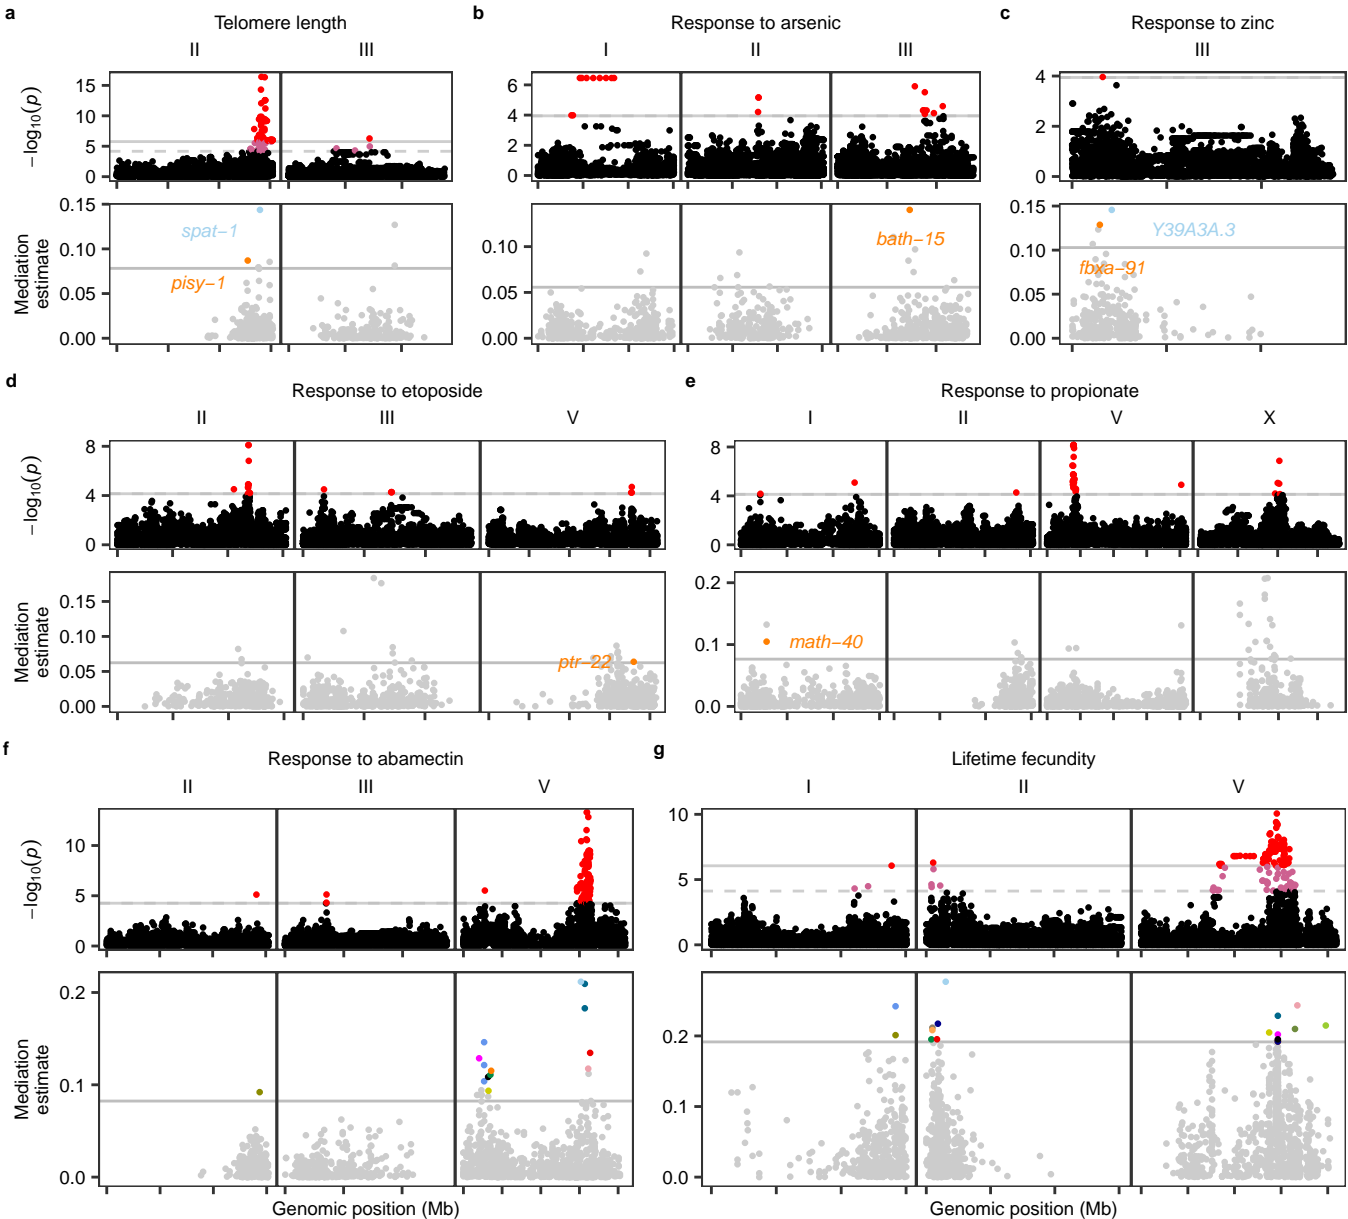 a
Telomere length
II
III
−log10(p)
15
10
5
0
Mediation
estimate
0.15
0.10
0.05
0.00
spat−1
pisy−1
b
Response to arsenic
I
II
III
6
4
2
0
0.10
0.05
0.00
bath−15
c
Response to zinc
III
4
2
0
0.15
0.10
0.05
0.00
Y39A3A.3
fbxa−91
d
Response to etoposide
II
III
V
−log10(p)
8
4
0
Mediation
estimate
0.15
0.10
0.05
0.00
ptr−22
e
Response to propionate
I
II
V
X
8
4
0
0.2
0.1
0.0
math−40
f
Response to abamectin
II
III
V
−log10(p)
10
5
0
Mediation
estimate
0.2
0.1
0.0
Genomic position (Mb)
g
Lifetime fecundity
I
II
V
10
5
0
0.2
0.1
0.0
Genomic position (Mb)